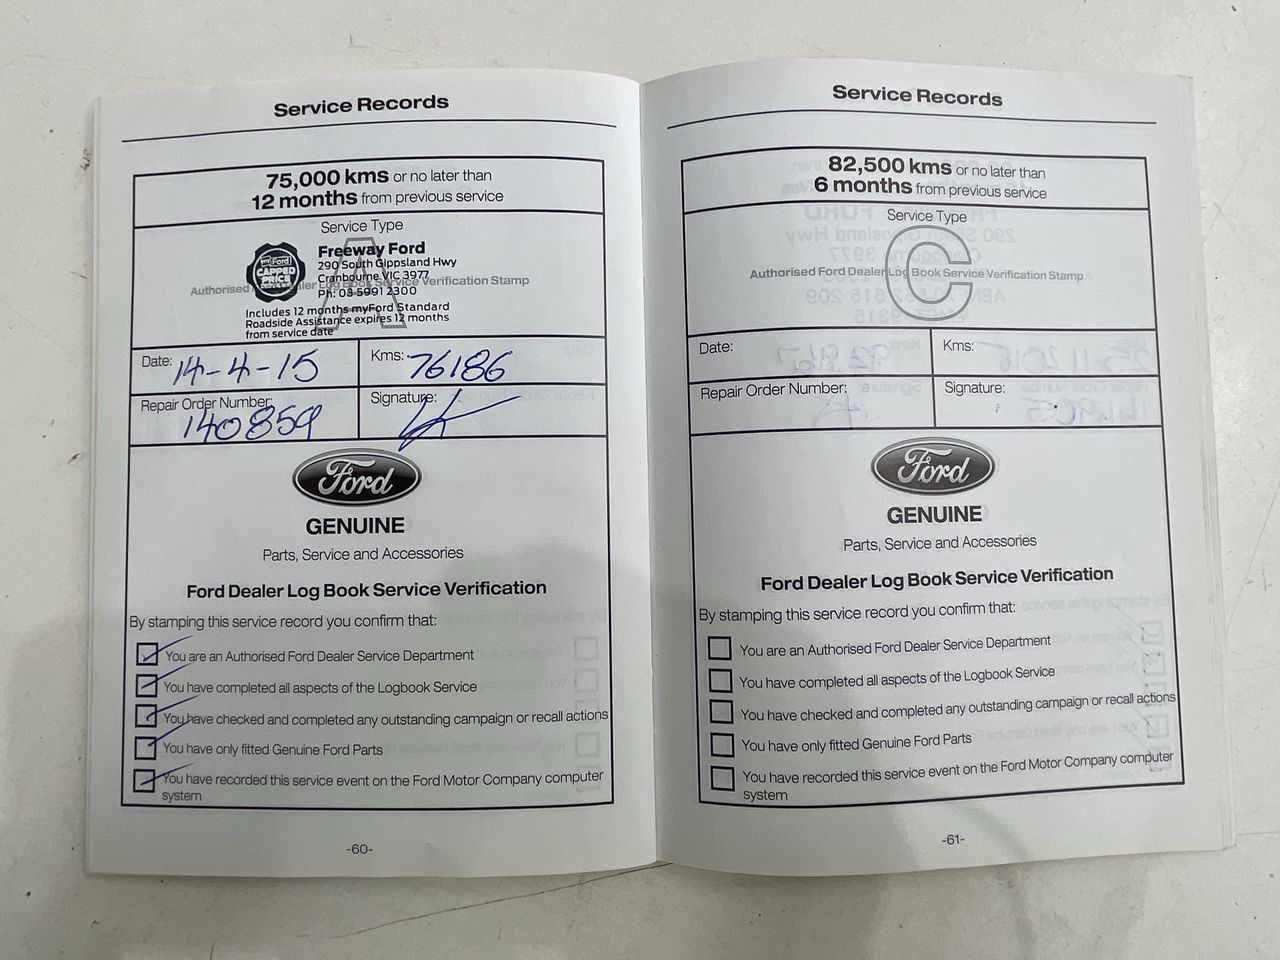 Service Records
75,000 kms or no later than
12 months from previous service
Service Type
A
Authorised Ford Dealer Log Book Service Verification Stamp
myFord
CAPPED
PRICE
Freeway Ford
290 South Gippsland Hwy
Cranbourne VIC 3977
Ph: 03 5991 2300
Includes 12 months myFord Standard
Roadside Assistance expires 12 months
from service date
Date: 14-4-15
Kms: 76186
Repair Order Number: 140859
Signature:
Ford
GENUINE
Parts, Service and Accessories
Ford Dealer Log Book Service Verification
By stamping this service record you confirm that:
You are an Authorised Ford Dealer Service Department
You have completed all aspects of the Logbook Service
You have checked and completed any outstanding campaign or recall actions
You have only fitted Genuine Ford Parts
You have recorded this service event on the Ford Motor Company computer
system
-60-
Service Records
82,500 kms or no later than
6 months from previous service
Service Type
C
Authorised Ford Dealer Log Book Service Verification Stamp
Date:
Kms:
Repair Order Number:
Signature:
Ford
GENUINE
Parts, Service and Accessories
Ford Dealer Log Book Service Verification
By stamping this service record you confirm that:
You are an Authorised Ford Dealer Service Department
You have completed all aspects of the Logbook Service
You have checked and completed any outstanding campaign or recall actions
You have only fitted Genuine Ford Parts
You have recorded this service event on the Ford Motor Company computer
system
-61-